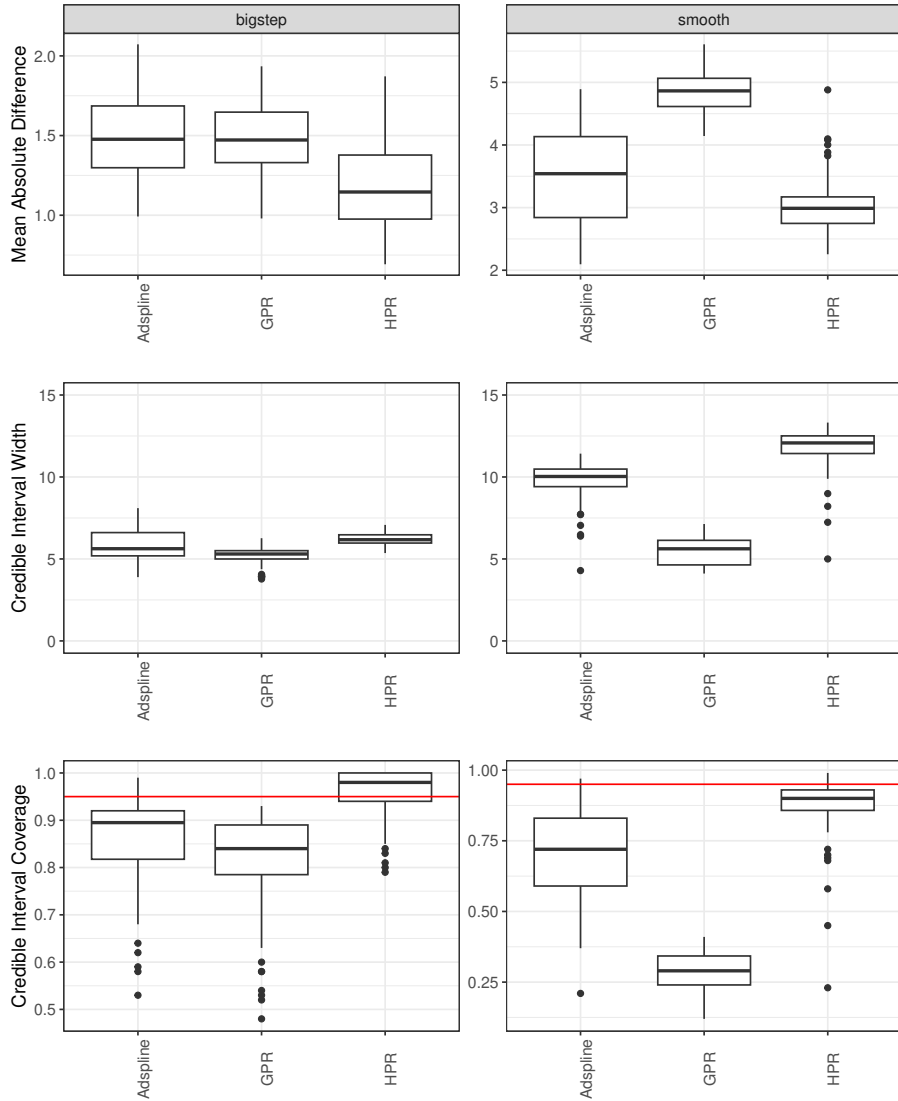 bigstep
smooth
Mean Absolute Difference
2.0
1.5
1.0
5
4
3
2
Adspline
GPR
HPR
Adspline
GPR
HPR
Credible Interval Width
15
10
5
0
15
10
5
0
Adspline
GPR
HPR
Adspline
GPR
HPR
Credible Interval Coverage
1.0
0.9
0.8
0.7
0.6
0.5
1.00
0.75
0.50
0.25
Adspline
GPR
HPR
Adspline
GPR
HPR